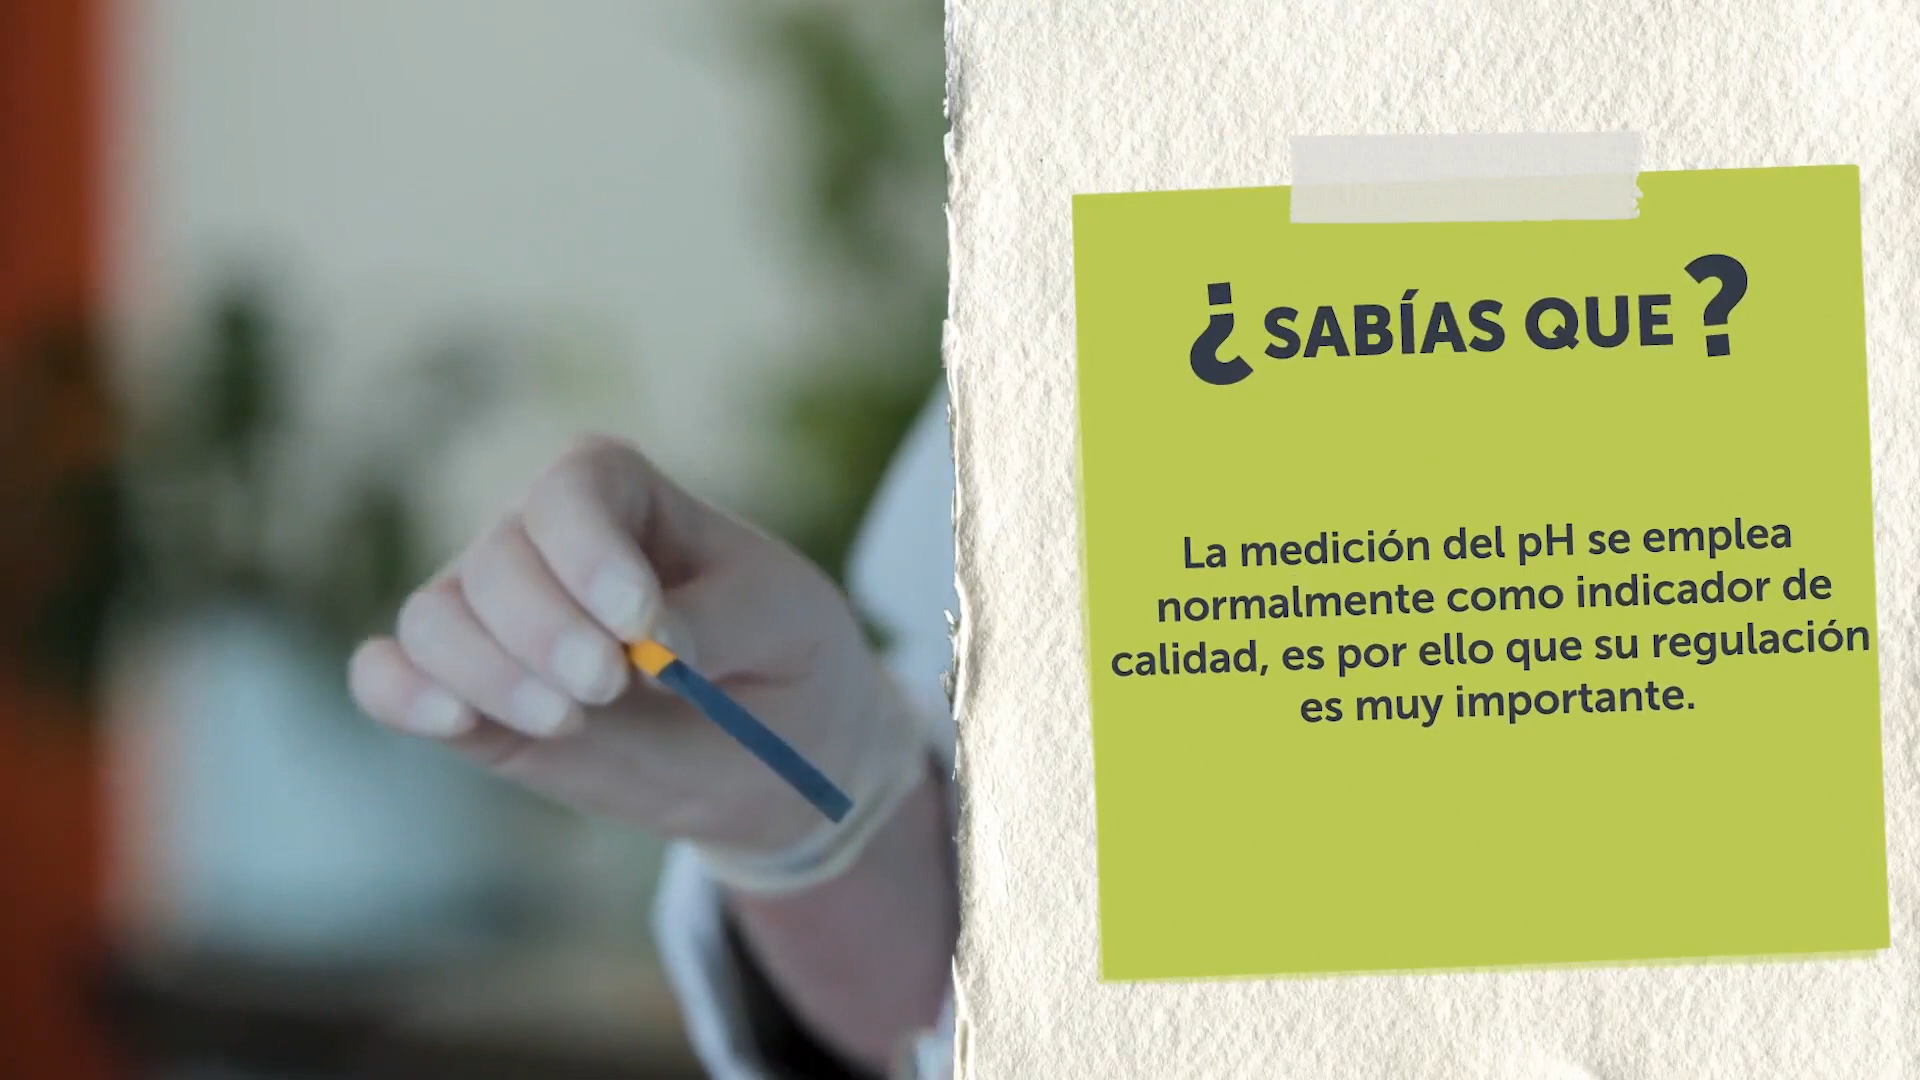 ¿SABÍAS QUE?
La medición del pH se emplea
normalmente como indicador de
calidad, es por ello que su regulación
es muy importante.